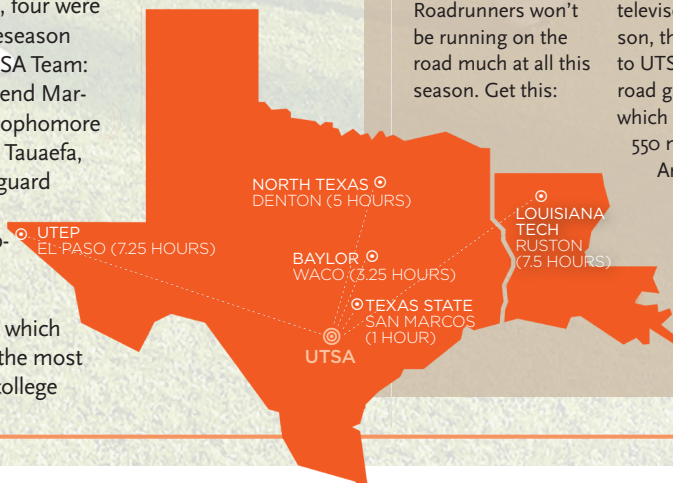 , four were
eseason
SA Team:
end Mar-
ophomore
Tauaefa,
guard
o-
which
the most
college
Roadrunners won't
be running on the
road much at all this
season. Get this:
televis
son, th
to UTS
road g
which
550
Ar
NORTH TEXAS
DENTON (5 HOURS)
UTEP
EL PASO (7.25 HOURS)
BAYLOR
WACO (3.25 HOURS)
TEXAS STATE
SAN MARCOS
(1 HOUR)
UTSA
LOUISIANA
TECH
RUSTON
(7.5 HOURS)